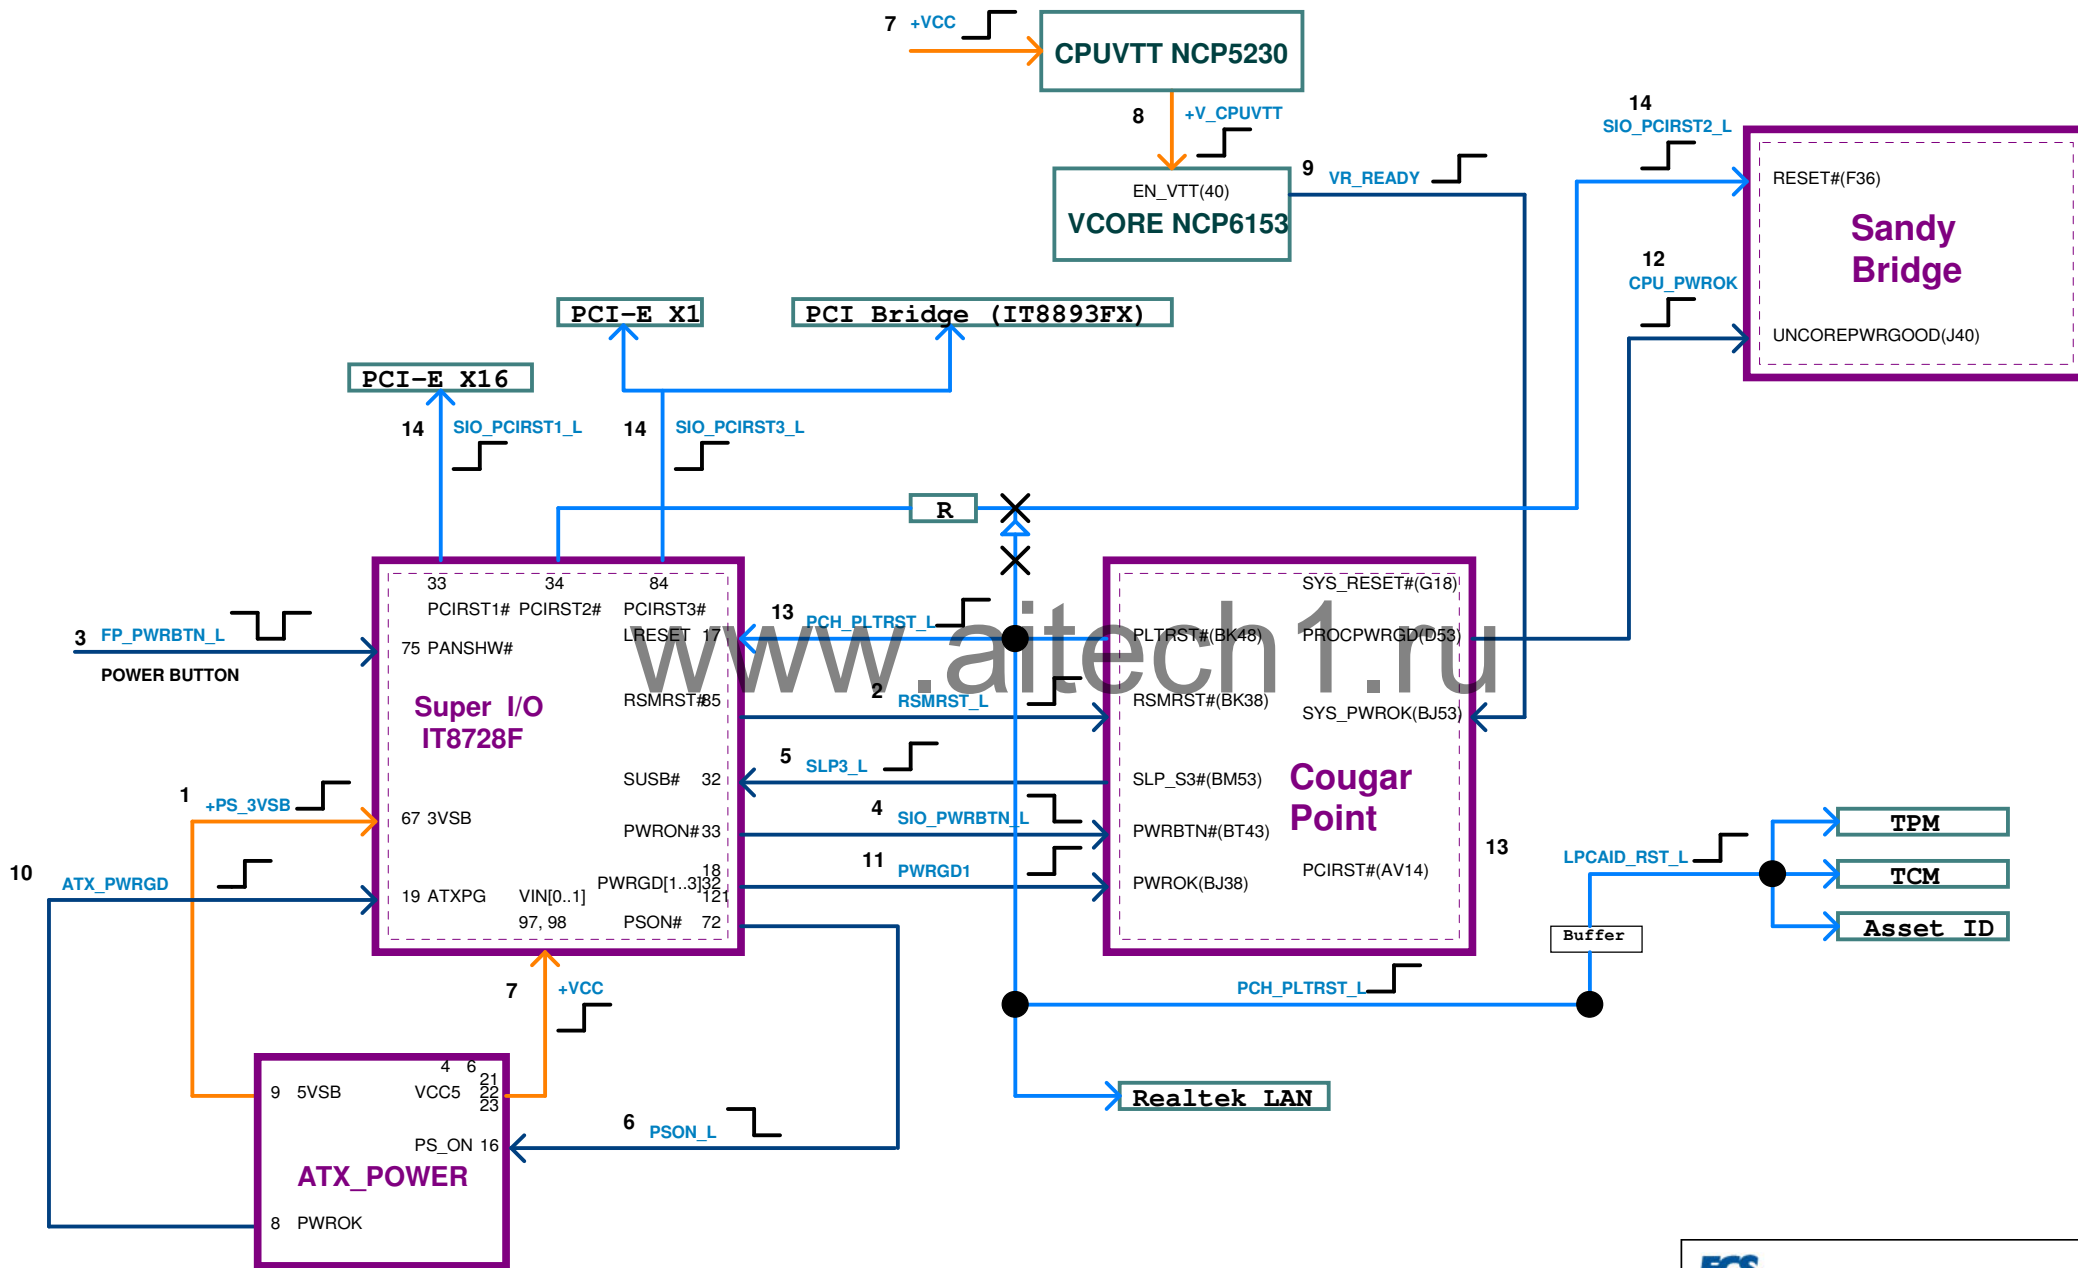 7 +VCC
CPUVTT NCP5230
8 +V_CPUVTT
EN_VTT(40)
VCORE NCP6153
9 VR_READY
14
SIO_PCIRST2_L
RESET#(F36)
Sandy
Bridge
12
CPU_PWROK
UNCOREPWRGOOD(J40)
PCI-E X1
PCI Bridge (IT8893FX)
PCI-E X16
14 SIO_PCIRST1_L
14 SIO_PCIRST3_L
R
33 34 84
PCIRST1# PCIRST2# PCIRST3#
LRESET 17
3 FP_PWRBTN_L
POWER BUTTON
75 PANSHW#
RSMRST# 85
Super I/O
IT8728F
SUSB# 32
67 3VSB
PWRON# 33
18
PWRGD[1..3] 32
121
19 ATXPG
VIN[0..1]
97, 98
PSON# 72
13 PCH_PLTRST_L
2 RSMRST_L
5 SLP3_L
4 SIO_PWRBTN_L
11 PWRGD1
SYS_RESET#(G18)
PLTRST#(BK48)
PROCPWRGD(D53)
RSMRST#(BK38)
SYS_PWROK(BJ53)
SLP_S3#(BM53)
Cougar
Point
PWRBTN#(BT43)
PCIRST#(AV14)
PWROK(BJ38)
13
www.aitech1.ru
1 +PS_3VSB
10 ATX_PWRGD
7 +VCC
LPCAID_RST_L
TPM
TCM
Asset ID
Buffer
PCH_PLTRST_L
Realtek LAN
4 6
21
22
23
9 5VSB
VCC5
PS_ON 16
ATX_POWER
8 PWROK
6 PSON_L
ECS